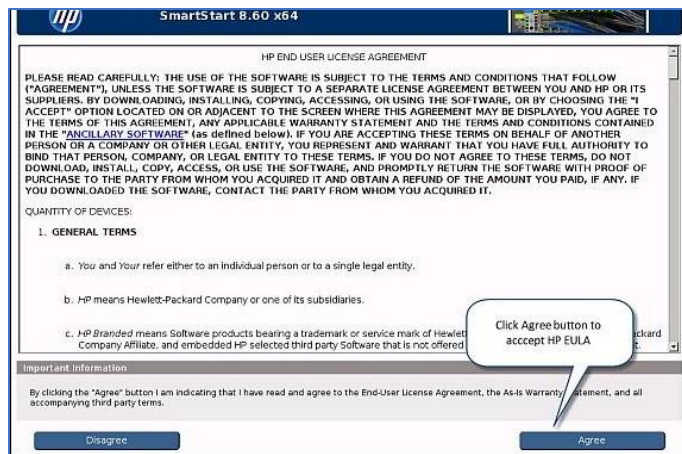 hp SmartStart 8.60 x64
HP END USER LICENSE AGREEMENT
PLEASE READ CAREFULLY: THE USE OF THE SOFTWARE IS SUBJECT TO THE TERMS AND CONDITIONS THAT FOLLOW
("AGREEMENT"), UNLESS THE SOFTWARE IS SUBJECT TO A SEPARATE LICENSE AGREEMENT BETWEEN YOU AND HP OR ITS
SUPPLIERS. BY DOWNLOADING, INSTALLING, COPYING, ACCESSING, OR USING THE SOFTWARE, OR BY CHOOSING THE "I
ACCEPT" OPTION LOCATED ON OR ADJACENT TO THE SCREEN WHERE THIS AGREEMENT MAY BE DISPLAYED, YOU AGREE TO
THE TERMS OF THIS AGREEMENT, ANY APPLICABLE WARRANTY STATEMENT AND THE TERMS AND CONDITIONS CONTAINED
IN THE "ANCILLARY SOFTWARE" (as defined below). IF YOU ARE ACCEPTING THESE TERMS ON BEHALF OF ANOTHER
PERSON OR A COMPANY OR OTHER LEGAL ENTITY, YOU REPRESENT AND WARRANT THAT YOU HAVE FULL AUTHORITY TO
BIND THAT PERSON, COMPANY, OR LEGAL ENTITY TO THESE TERMS. IF YOU DO NOT AGREE TO THESE TERMS, DO NOT
DOWNLOAD, INSTALL, COPY, ACCESS, OR USE THE SOFTWARE, AND PROMPTLY RETURN THE SOFTWARE WITH PROOF OF
PURCHASE TO THE PARTY FROM WHOM YOU ACQUIRED IT AND OBTAIN A REFUND OF THE AMOUNT YOU PAID, IF ANY. IF
YOU DOWNLOADED THE SOFTWARE, CONTACT THE PARTY FROM WHOM YOU ACQUIRED IT.
QUANTITY OF DEVICES:
1. GENERAL TERMS
a. You and Your refer either to an individual person or to a single legal entity.
b. HP means Hewlett-Packard Company or one of its subsidiaries.
c. HP Branded means Software products bearing a trademark or service mark of
Company Affiliate, and embedded HP selected third party Software that is not offered
Click Agree button to
acccept HP EULA
Important Information
By clicking the "Agree" button I am indicating that I have read and agree to the End-User License Agreement, the As-Is Warranty Statement, and all
accompanying third party terms.
Disagree
Agree